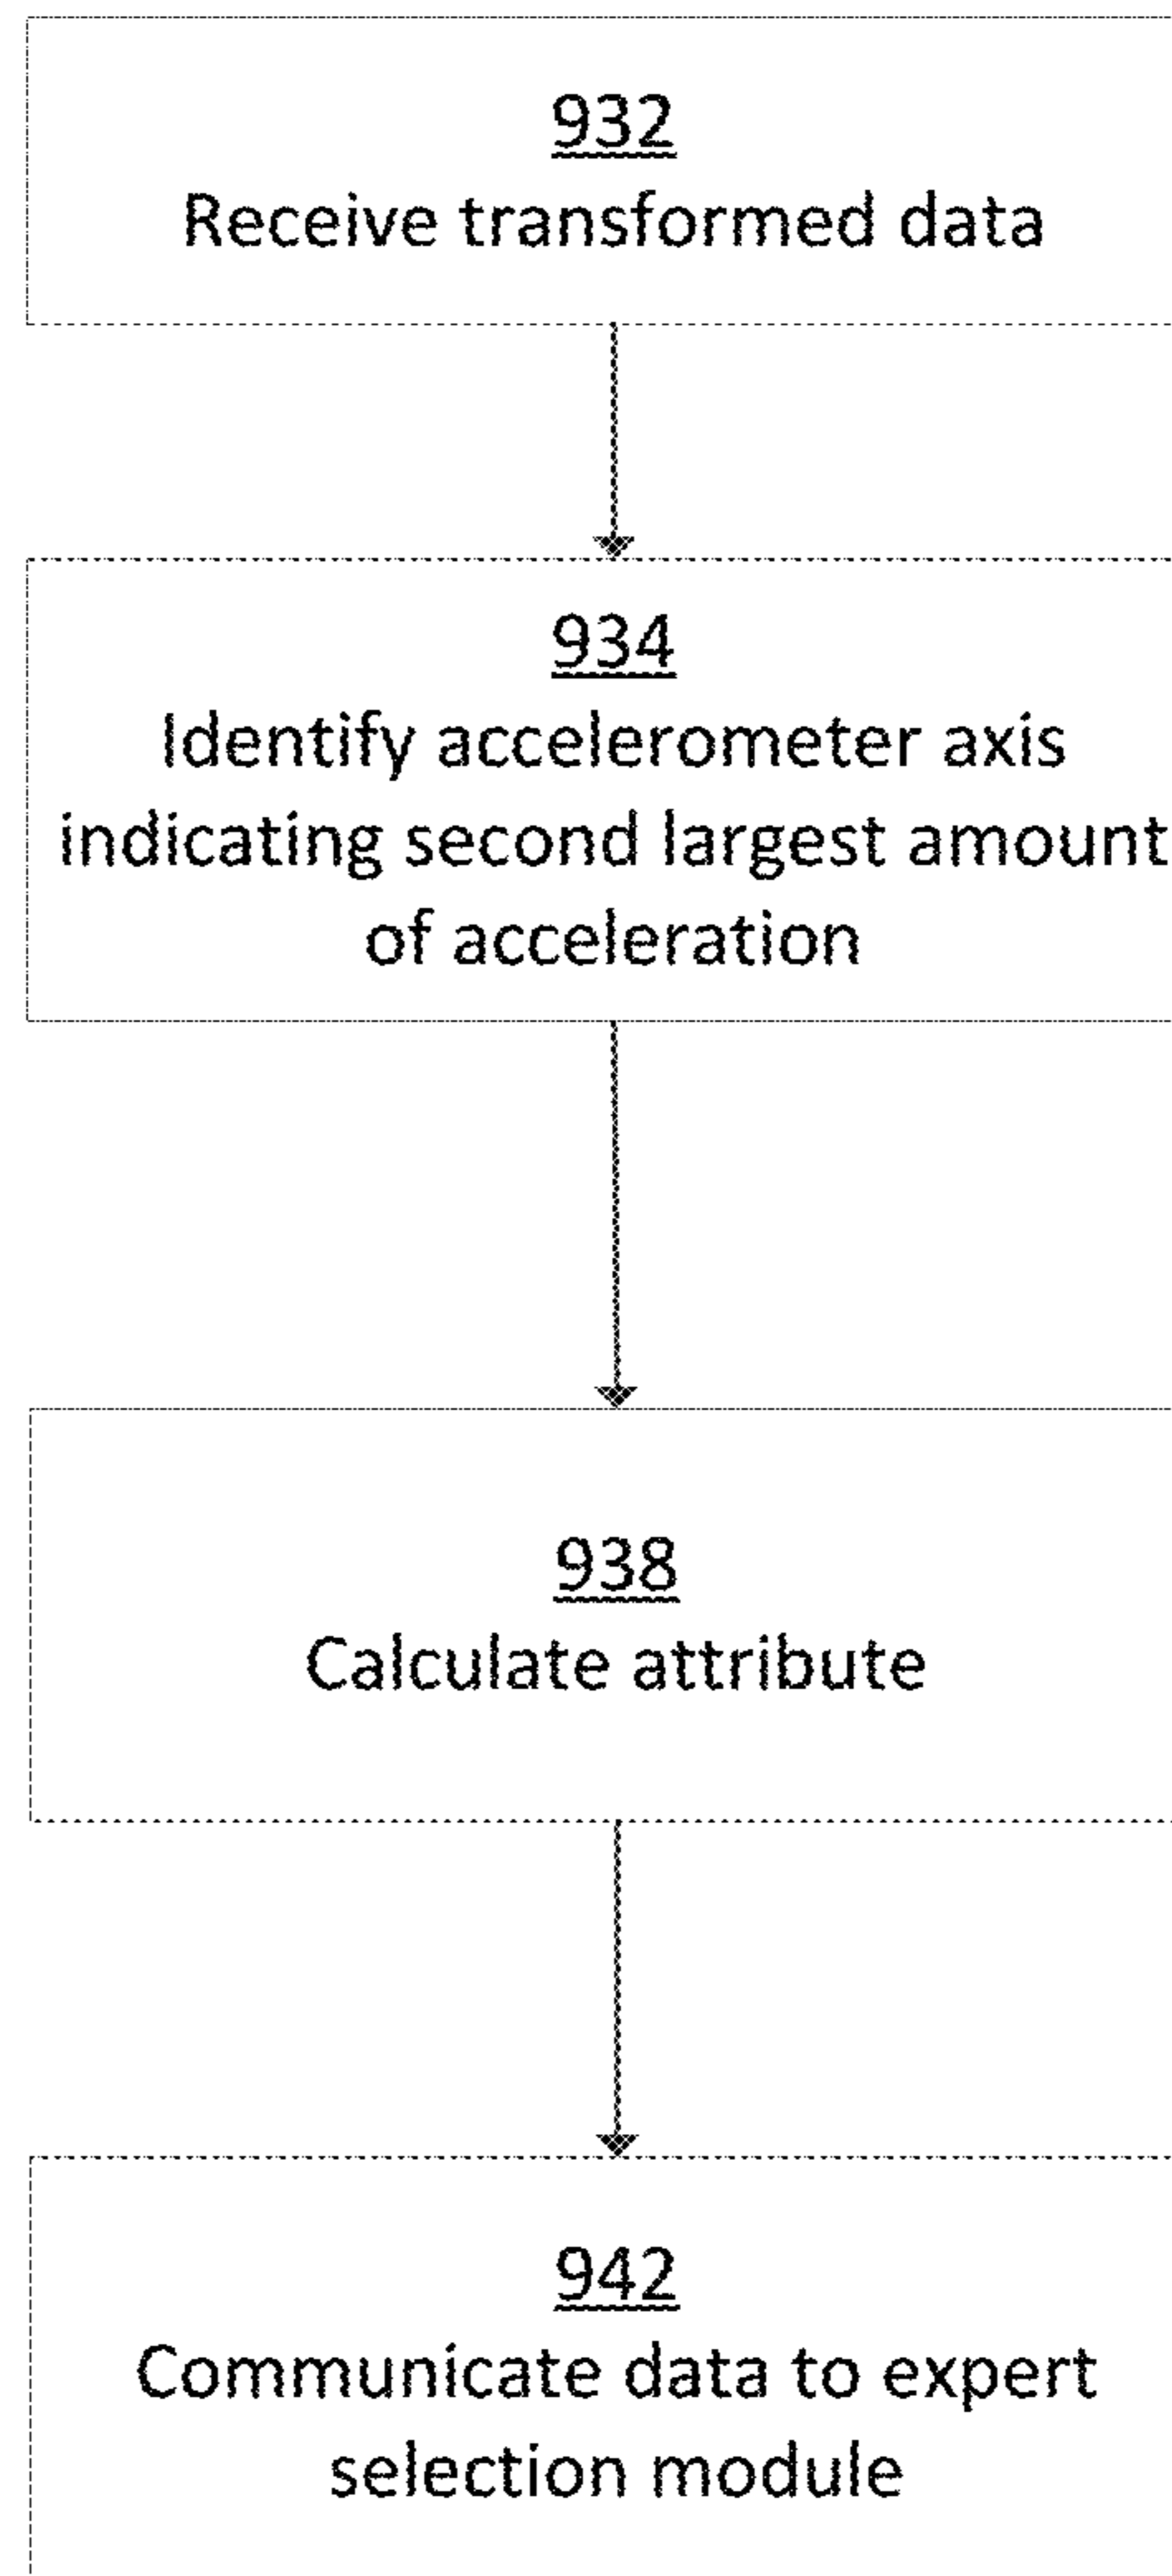 932
Receive transformed data
934
Identify accelerometer axis
indicating second largest amount
of acceleration
938
Calculate attribute
942
Communicate data to expert
selection module